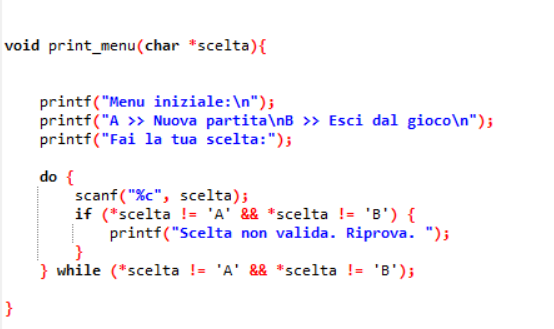 void print_menu(char *scelta){
printf("Menu iniziale:\n");
printf("A >> Nuova partita\nB >> Esci dal gioco\n");
printf("Fai la tua scelta:");
do {
scanf("%c", scelta);
if (*scelta != 'A' && *scelta != 'B') {
printf("Scelta non valida. Riprova. ");
}
} while (*scelta != 'A' && *scelta != 'B');
}